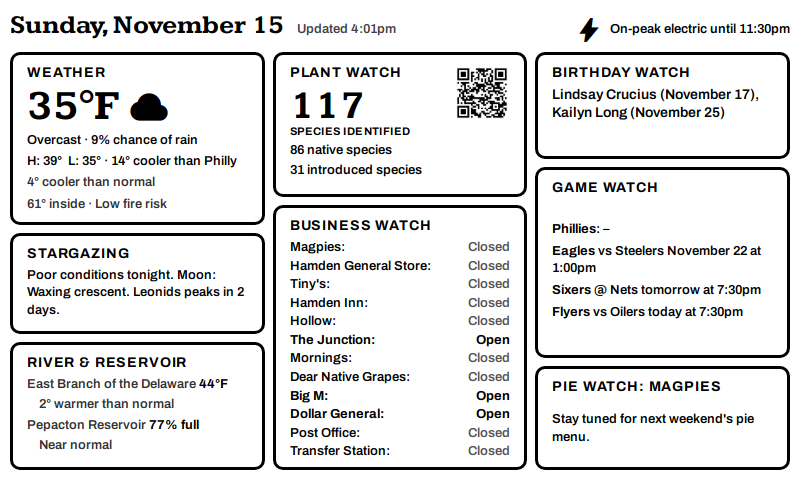 Sunday, November 15 Updated 4:01pm
On-peak electric until 11:30pm
WEATHER
35°F
Overcast · 9% chance of rain
H: 39° L: 35° · 14° cooler than Philly
4° cooler than normal
61° inside · Low fire risk
STARGAZING
Poor conditions tonight. Moon:
Waxing crescent. Leonids peaks in 2
days.
RIVER & RESERVOIR
East Branch of the Delaware 44°F
2° warmer than normal
Pepacton Reservoir 77% full
Near normal
PLANT WATCH
117
SPECIES IDENTIFIED
86 native species
31 introduced species
BUSINESS WATCH
Magpies: Closed
Hamden General Store: Closed
Tiny's: Closed
Hamden Inn: Closed
Hollow: Closed
The Junction: Open
Mornings: Closed
Dear Native Grapes: Closed
Big M: Open
Dollar General: Open
Post Office: Closed
Transfer Station: Closed
BIRTHDAY WATCH
Lindsay Crucius (November 17),
Kailyn Long (November 25)
GAME WATCH
Phillies: –
Eagles vs Steelers November 22 at
1:00pm
Sixers @ Nets tomorrow at 7:30pm
Flyers vs Oilers today at 7:30pm
PIE WATCH: MAGPIES
Stay tuned for next weekend's pie
menu.